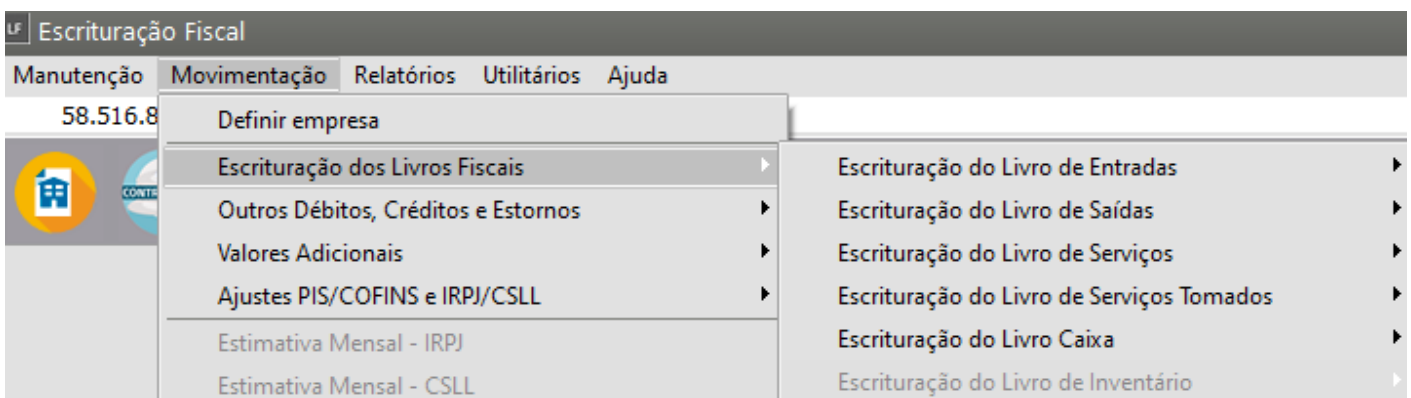 LF Escrituração Fiscal
Manutenção Movimentação Relatórios Utilitários Ajuda
58.516.8
Definir empresa
Escrituração dos Livros Fiscais
Outros Débitos, Créditos e Estornos
Valores Adicionais
Ajustes PIS/COFINS e IRPJ/CSLL
Estimativa Mensal - IRPJ
Estimativa Mensal - CSLL
Escrituração do Livro de Entradas
Escrituração do Livro de Saídas
Escrituração do Livro de Serviços
Escrituração do Livro de Serviços Tomados
Escrituração do Livro Caixa
Escrituração do Livro de Inventário